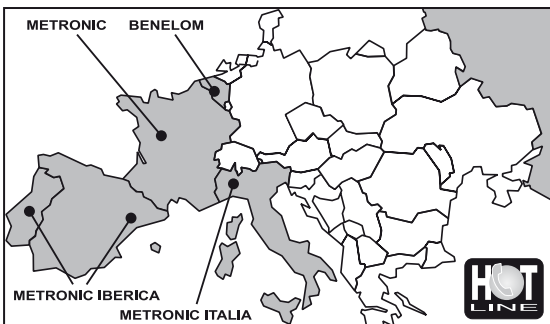 METRONIC BENELOM
METRONIC IBERICA
METRONIC ITALIA
HOT
LINE